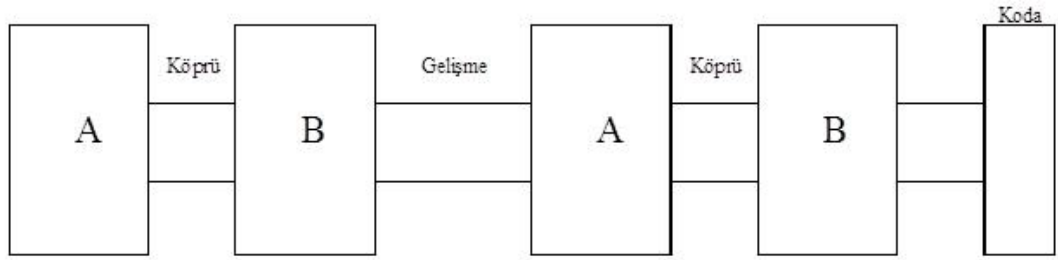 Koda
Köprü
Gelişme
Köprü
A
B
A
B